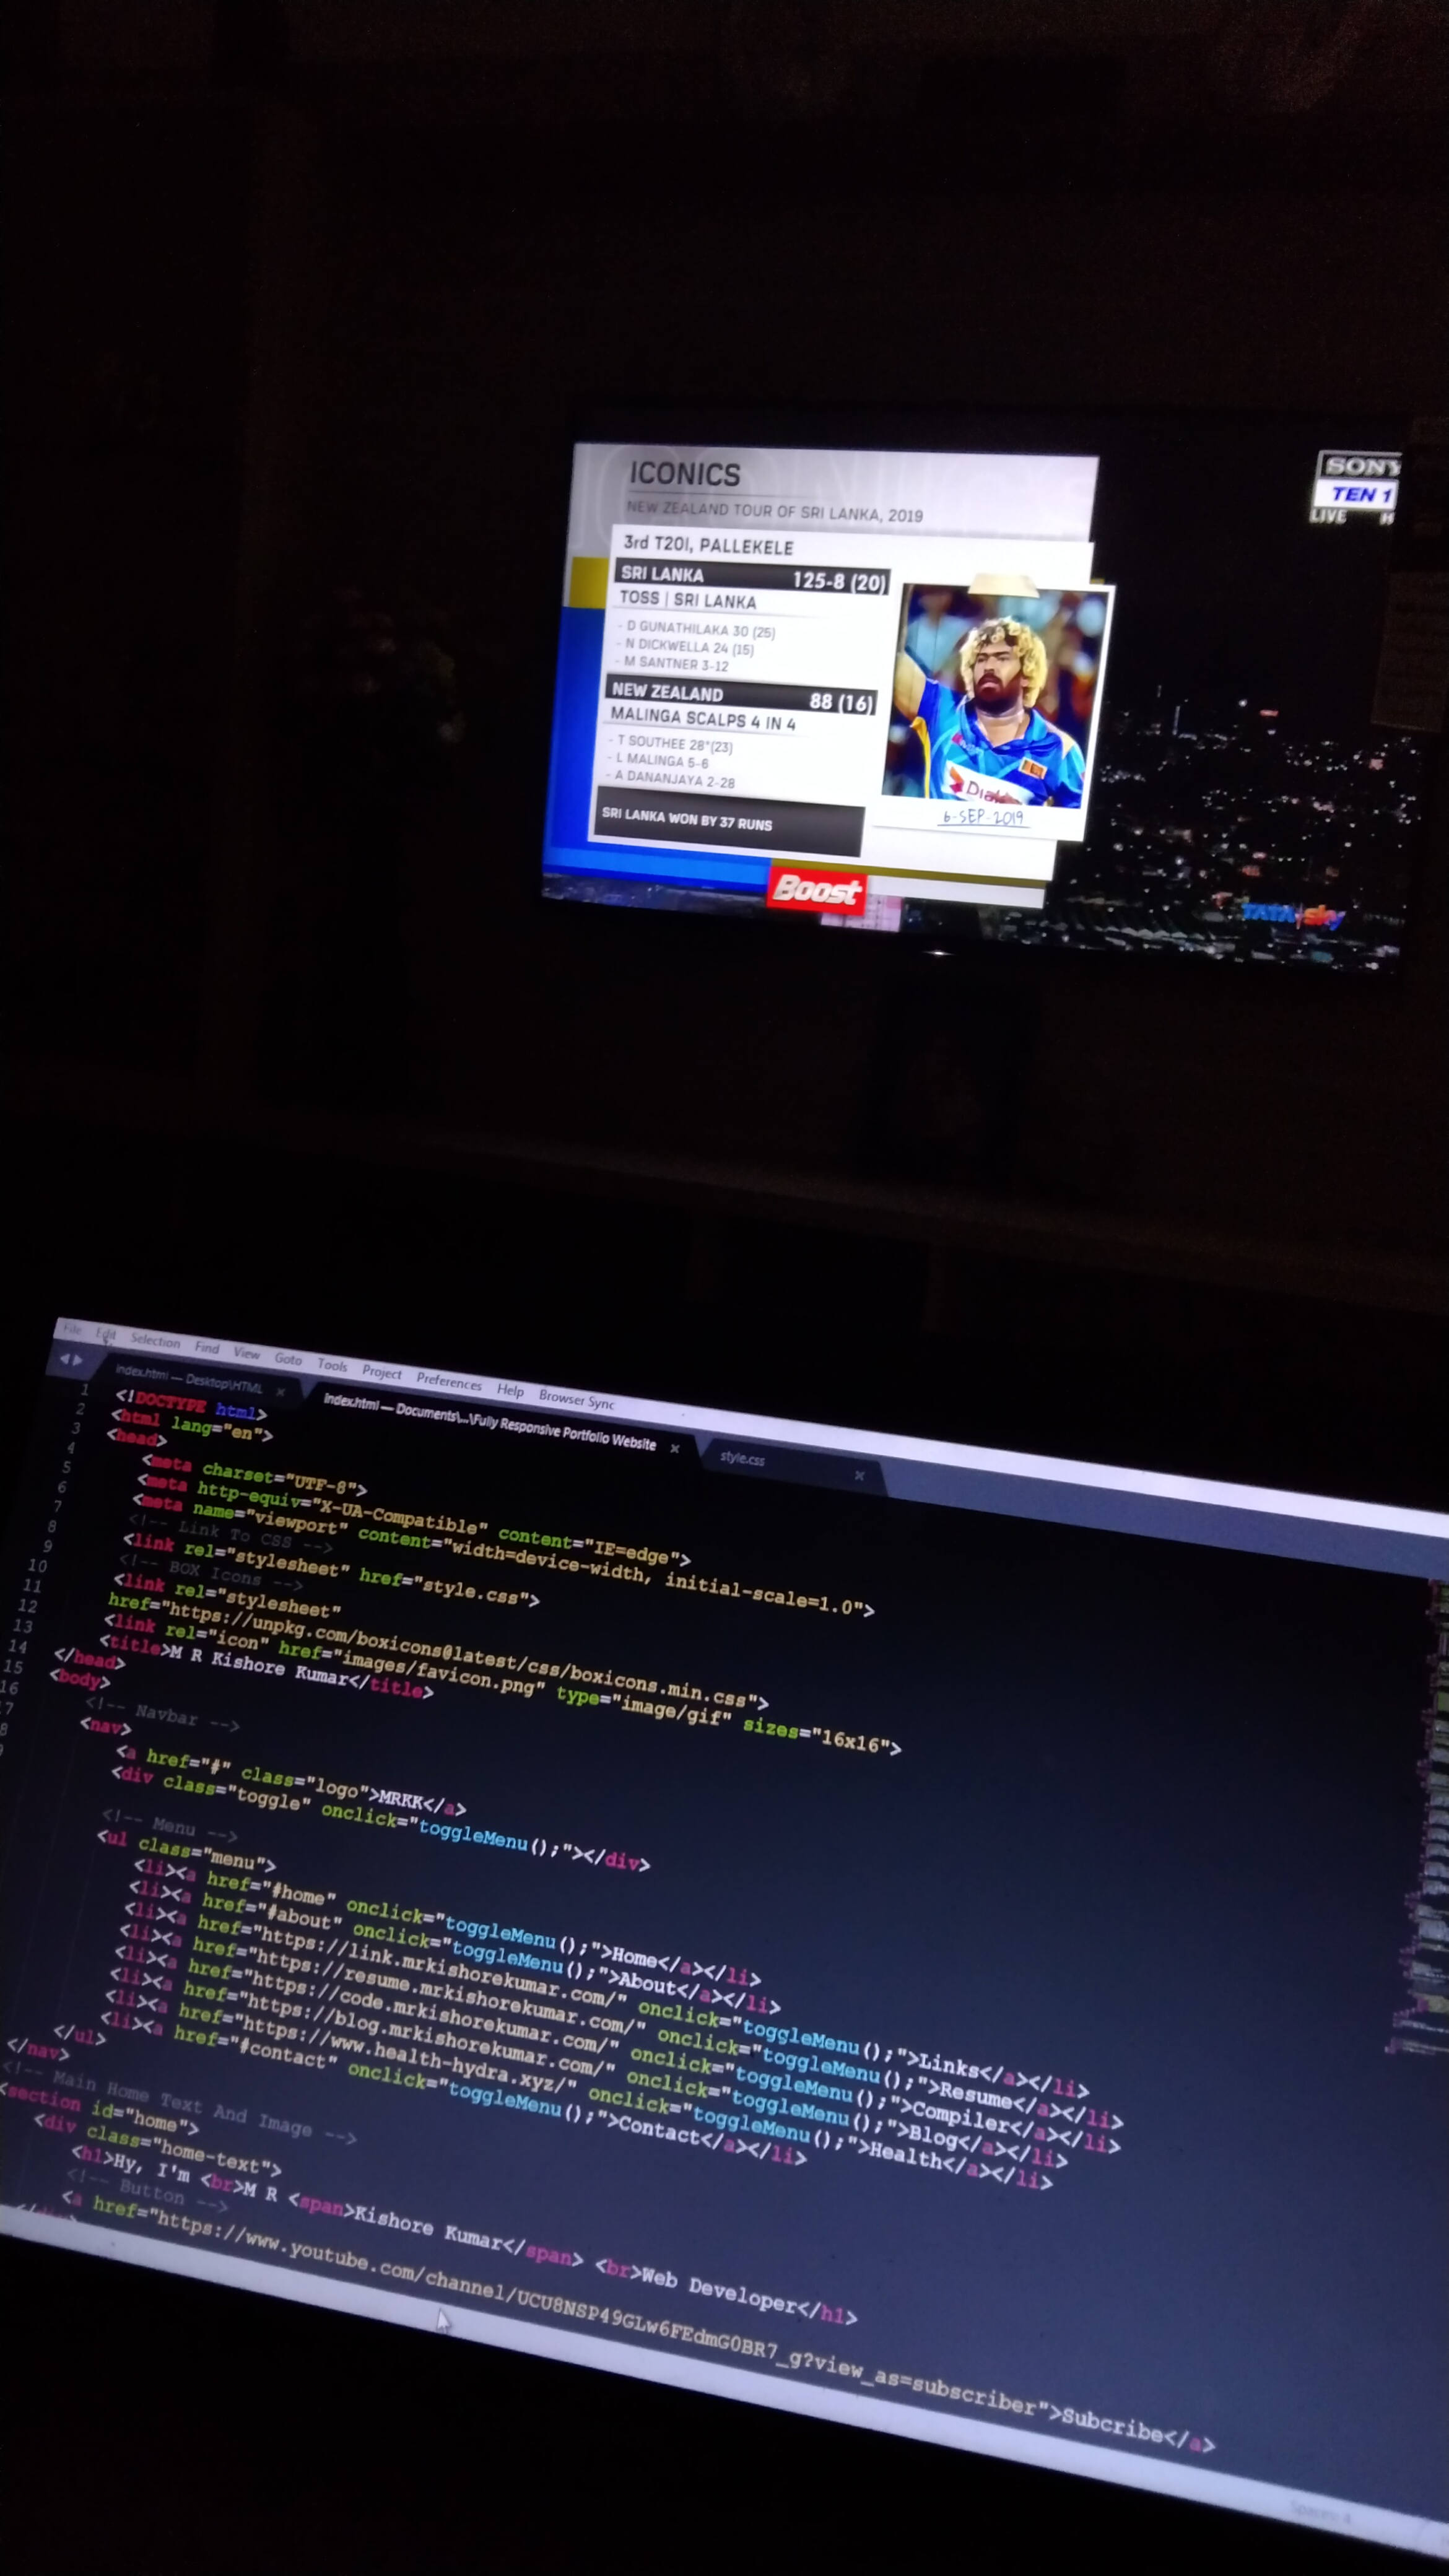 ICONICS
NEW ZEALAND TOUR OF SRI LANKA, 2019
3rd T20I, PALLEKELE
SRI LANKA 125-8 (20)
TOSS | SRI LANKA
- D GUNATHILAKA 30 (25)
- N DICKWELLA 24 (15)
- M SANTNER 3-12
NEW ZEALAND 88 (16)
MALINGA SCALPS 4 IN 4
- T SOUTHEE 28*(23)
- L MALINGA 5-6
- A DANANJAYA 2-28
SRI LANKA WON BY 37 RUNS
6-SEP-2019
Boost
SONY
TEN 1
LIVE
TATA sky
File Edit Selection Find View Goto Tools Project Preferences Help Browser Sync
index.html — Desktop\HTML
index.html — Documents\...\Fully Responsive Portfolio Website
style.css
1 <!DOCTYPE html>
2 <html lang="en">
3 <head>
4 <meta charset="UTF-8">
5 <meta http-equiv="X-UA-Compatible" content="IE=edge">
6 <meta name="viewport" content="width=device-width, initial-scale=1.0">
7 <!-- Link To CSS -->
8 <link rel="stylesheet" href="style.css">
9 <!-- BOX Icons -->
10 <link rel="stylesheet"
11 href="https://unpkg.com/boxicons@latest/css/boxicons.min.css">
12 <link rel="icon" href="images/favicon.png" type="image/gif" sizes="16x16">
13 <title>M R Kishore Kumar</title>
14 </head>
15 <body>
16 <!-- Navbar -->
<nav>
<a href="#" class="logo">MRKK</a>
<div class="toggle" onclick="toggleMenu();"></div>
<!-- Menu -->
<ul class="menu">
<li><a href="#home" onclick="toggleMenu();">Home</a></li>
<li><a href="#about" onclick="toggleMenu();">About</a></li>
<li><a href="https://link.mrkishorekumar.com/" onclick="toggleMenu();">Links</a></li>
<li><a href="https://resume.mrkishorekumar.com/" onclick="toggleMenu();">Resume</a></li>
<li><a href="https://code.mrkishorekumar.com/" onclick="toggleMenu();">Compiler</a></li>
<li><a href="https://blog.mrkishorekumar.com/" onclick="toggleMenu();">Blog</a></li>
<li><a href="https://www.health-hydra.xyz/" onclick="toggleMenu();">Health</a></li>
<li><a href="#contact" onclick="toggleMenu();">Contact</a></li>
</ul>
</nav>
<!-- Main Home Text And Image -->
<section id="home">
<div class="home-text">
<h1>Hy, I'm <br>M R <span>Kishore Kumar</span> <br>Web Developer</h1>
<!-- Button -->
<a href="https://www.youtube.com/channel/UCU8NSP49GLw6FEdmG0BR7_g?view_as=subscriber">Subcribe</a>